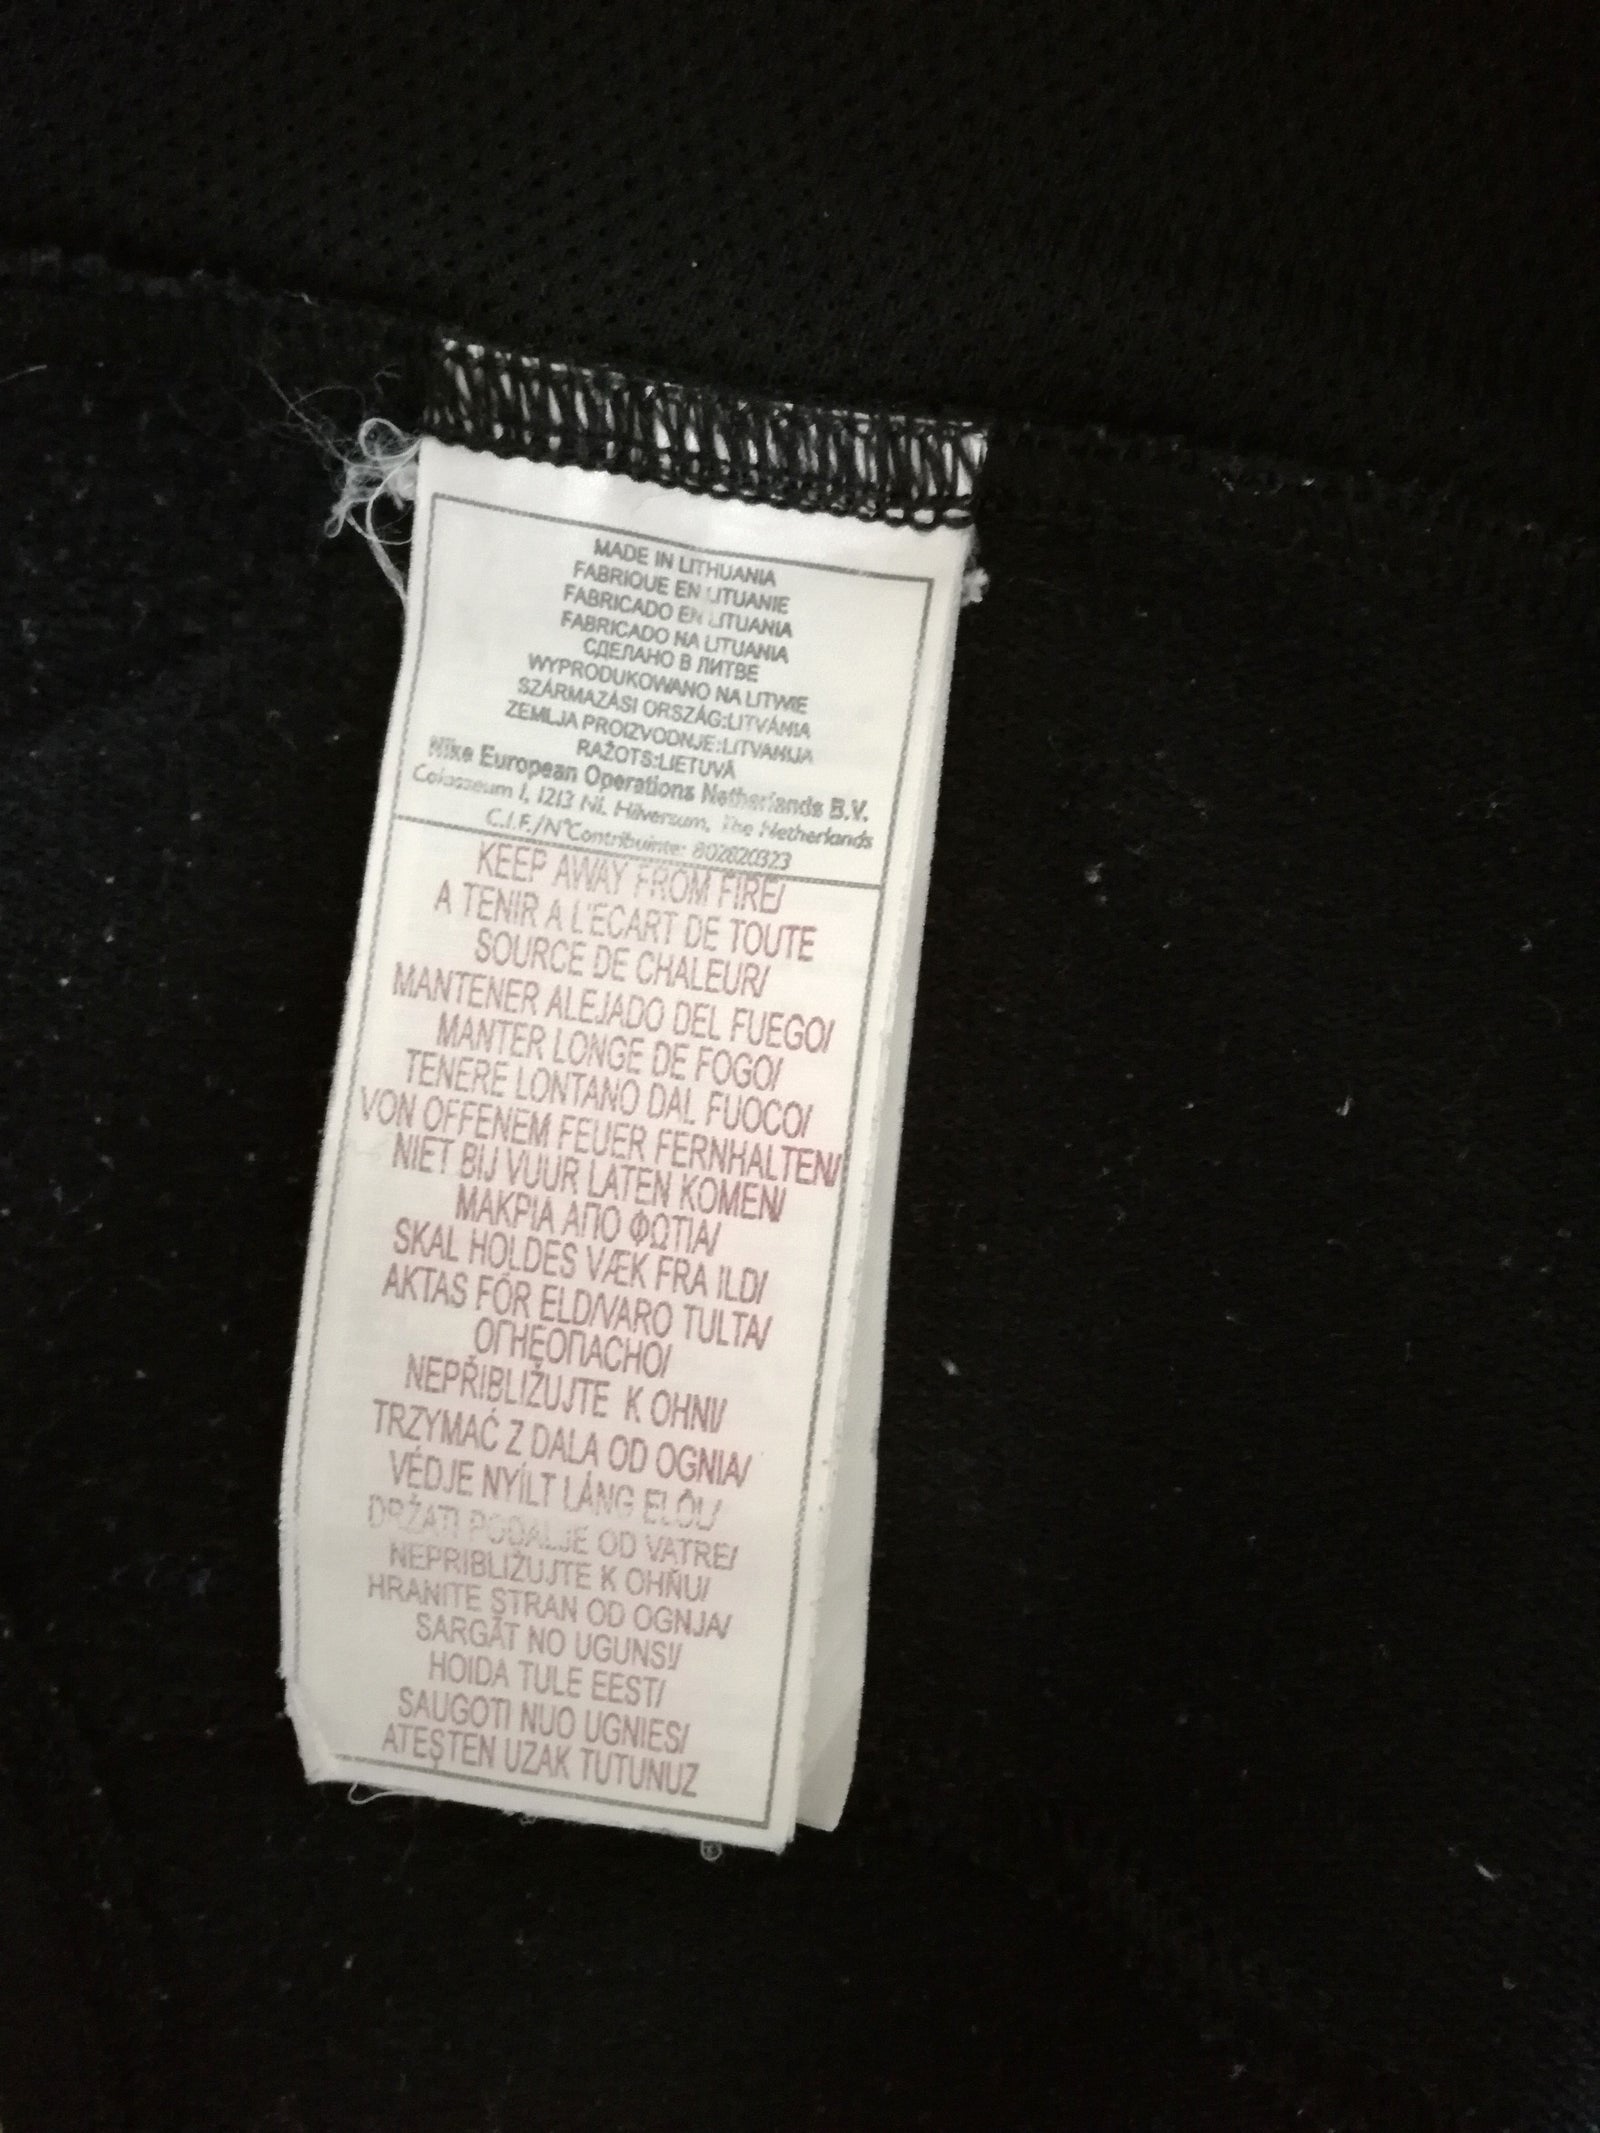 MADE IN LITHUANIA
FABRIQUE EN LITUANIE
FABRICADO EN LITUANIA
FABRICADO NA LITUANIA
СДЕЛАНО В ЛИТВЕ
WYPRODUKOWANO NA LITWIE
SZÁRMAZÁSI ORSZÁG:LITVÁNIA
ZEMLJA PROIZVODNJE:LITVANIJA
RAŽOTS:LIETUVĀ
Nike European Operations Netherlands B.V.
Colosseum 1, 1213 NL Hilversum, The Netherlands
C.I.F./N°Contribuinte: 802620323
KEEP AWAY FROM FIRE/
A TENIR A L'ECART DE TOUTE
SOURCE DE CHALEUR/
MANTENER ALEJADO DEL FUEGO/
MANTER LONGE DE FOGO/
TENERE LONTANO DAL FUOCO/
VON OFFENEM FEUER FERNHALTEN/
NIET BIJ VUUR LATEN KOMEN/
ΜΑΚΡΙΑ ΑΠΟ ΦΩΤΙΑ/
SKAL HOLDES VÆK FRA ILD/
AKTAS FÖR ELD/VARO TULTA/
ОГНЕОПАСНО/
NEPŘIBLIŽUJTE K OHNI/
TRZYMAĆ Z DALA OD OGNIA/
VÉDJE NYÍLT LÁNG ELÖL/
DRŽATI PODALJE OD VATRE/
NEPRIBLIŽUJTE K OHŇU/
HRANITE STRAN OD OGNJA/
SARGĀT NO UGUNS!/
HOIDA TULE EEST/
SAUGOTI NUO UGNIES/
ATEŞTEN UZAK TUTUNUZ